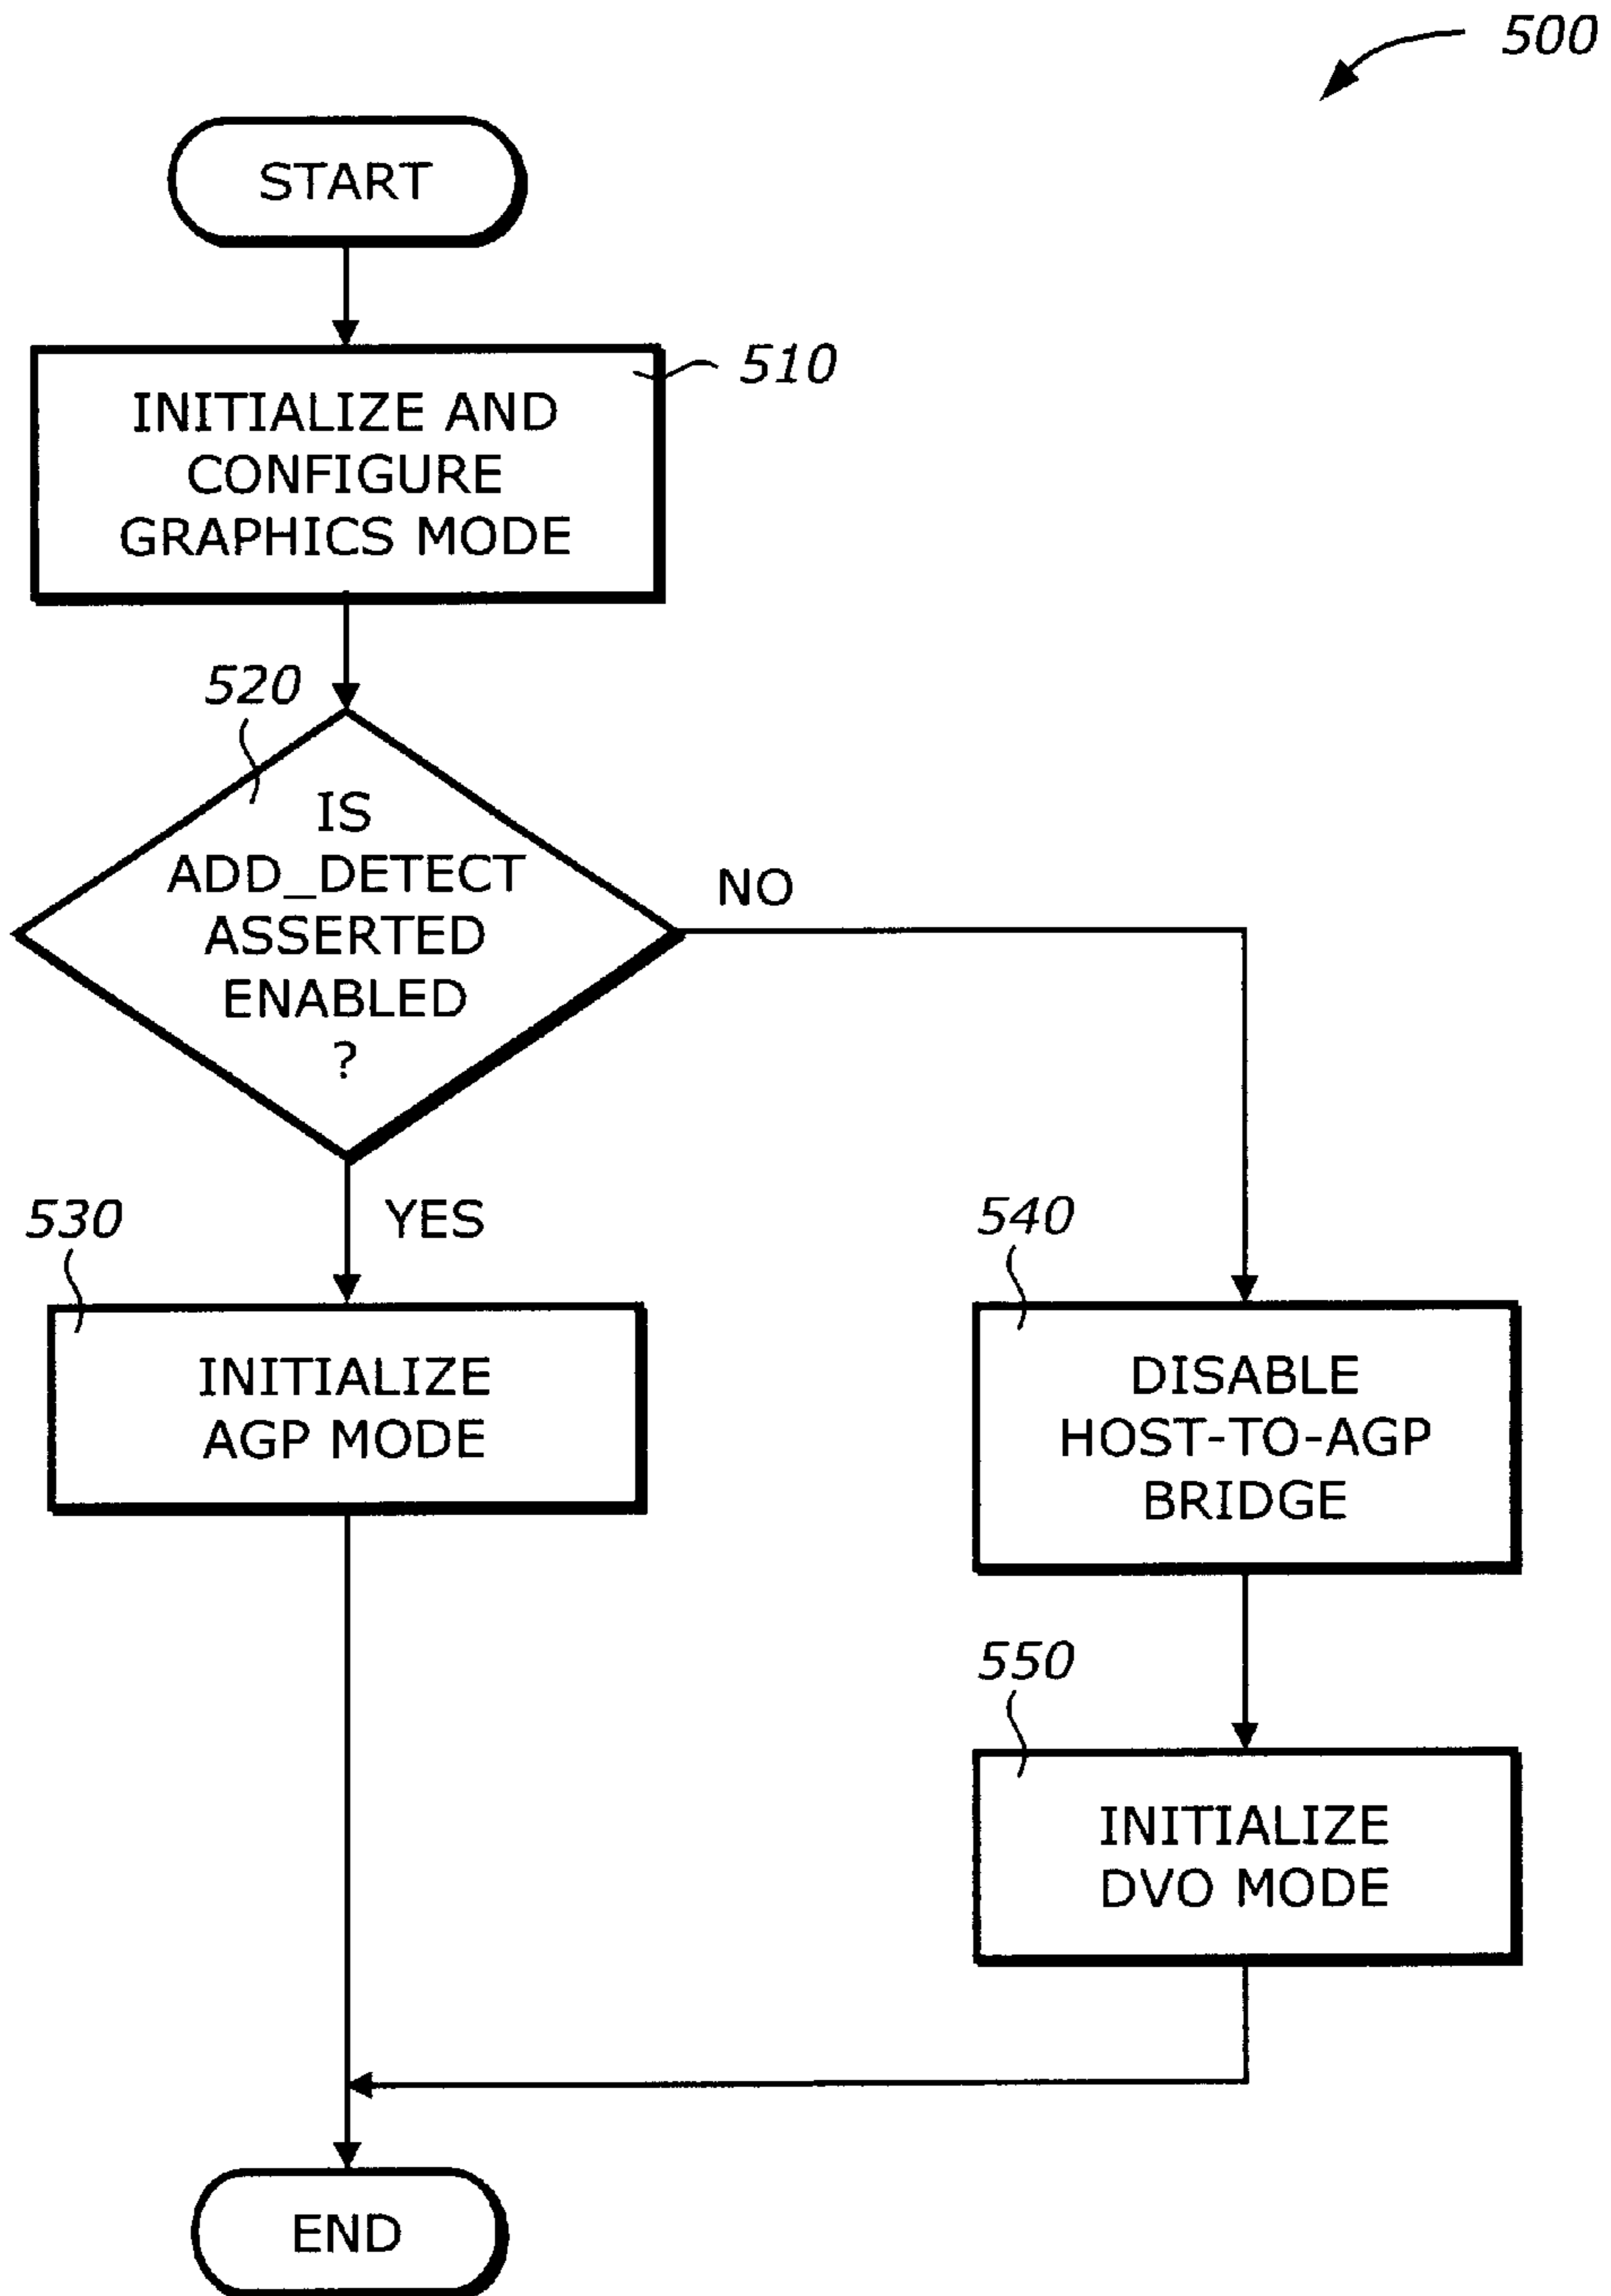 500
START
510
INITIALIZE AND
CONFIGURE
GRAPHICS MODE
520
IS
ADD_DETECT
ASSERTED
ENABLED
?
NO
YES
530
INITIALIZE
AGP MODE
540
DISABLE
HOST-TO-AGP
BRIDGE
550
INITIALIZE
DVO MODE
END